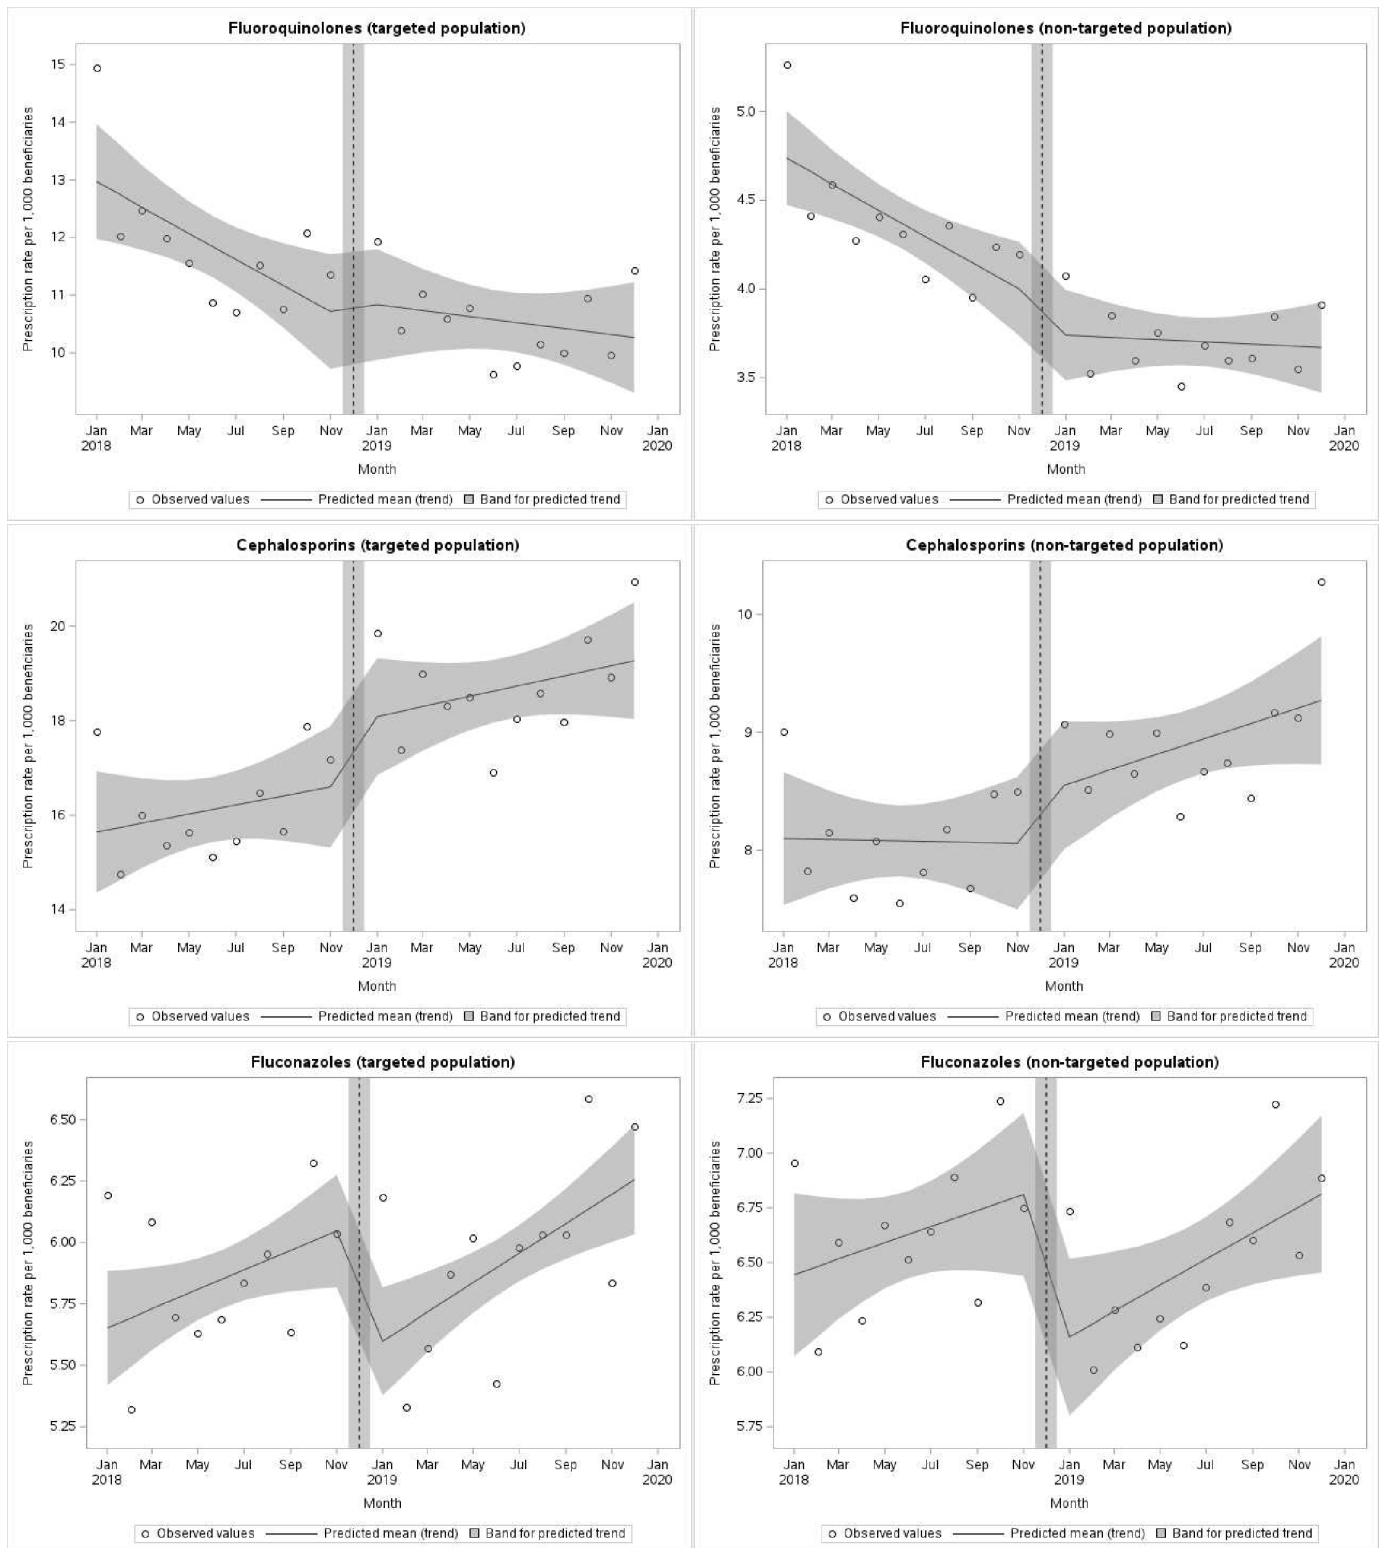 Fluoroquinolones (targeted population)
Prescription rate per 1,000 beneficiaries
15
14
13
12
11
10
Jan Mar May Jul Sep Nov Jan Mar May Jul Sep Nov Jan
2018 2019 2020
Month
Observed values Predicted mean (trend) Band for predicted trend
Fluoroquinolones (non-targeted population)
Prescription rate per 1,000 beneficiaries
5.0
4.5
4.0
3.5
Jan Mar May Jul Sep Nov Jan Mar May Jul Sep Nov Jan
2018 2019 2020
Month
Observed values Predicted mean (trend) Band for predicted trend
Cephalosporins (targeted population)
Prescription rate per 1,000 beneficiaries
20
18
16
14
Jan Mar May Jul Sep Nov Jan Mar May Jul Sep Nov Jan
2018 2019 2020
Month
Observed values Predicted mean (trend) Band for predicted trend
Cephalosporins (non-targeted population)
Prescription rate per 1,000 beneficiaries
10
9
8
Jan Mar May Jul Sep Nov Jan Mar May Jul Sep Nov Jan
2018 2019 2020
Month
Observed values Predicted mean (trend) Band for predicted trend
Fluconazoles (targeted population)
Prescription rate per 1,000 beneficiaries
6.50
6.25
6.00
5.75
5.50
5.25
Jan Mar May Jul Sep Nov Jan Mar May Jul Sep Nov Jan
2018 2019 2020
Month
Observed values Predicted mean (trend) Band for predicted trend
Fluconazoles (non-targeted population)
Prescription rate per 1,000 beneficiaries
7.25
7.00
6.75
6.50
6.25
6.00
5.75
Jan Mar May Jul Sep Nov Jan Mar May Jul Sep Nov Jan
2018 2019 2020
Month
Observed values Predicted mean (trend) Band for predicted trend